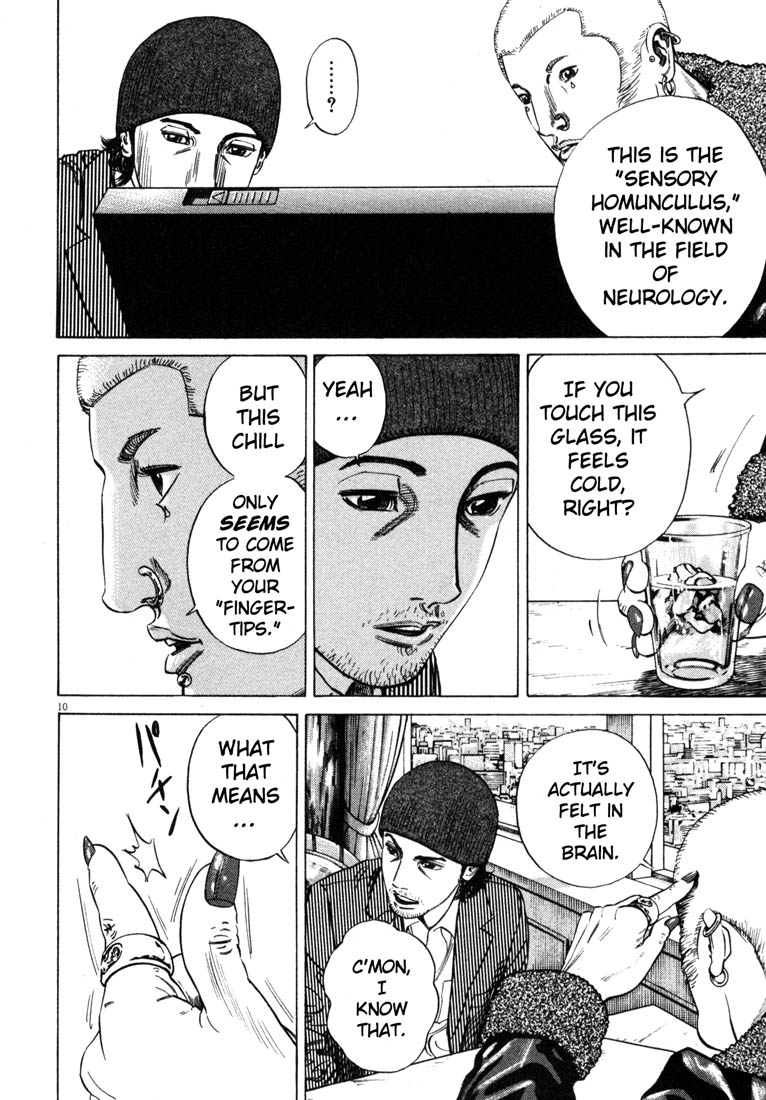 THIS IS THE
"SENSORY
HOMUNCULUS,"
WELL-KNOWN
IN THE FIELD
OF
NEUROLOGY.
......
?
IF YOU
TOUCH THIS
GLASS, IT
FEELS
COLD,
RIGHT?
YEAH
...
BUT
THIS
CHILL
ONLY
SEEMS
TO COME
FROM
YOUR
"FINGER-
TIPS."
IT'S
ACTUALLY
FELT IN
THE
BRAIN.
C'MON,
I
KNOW
THAT.
WHAT
THAT
MEANS
...
パチン
10